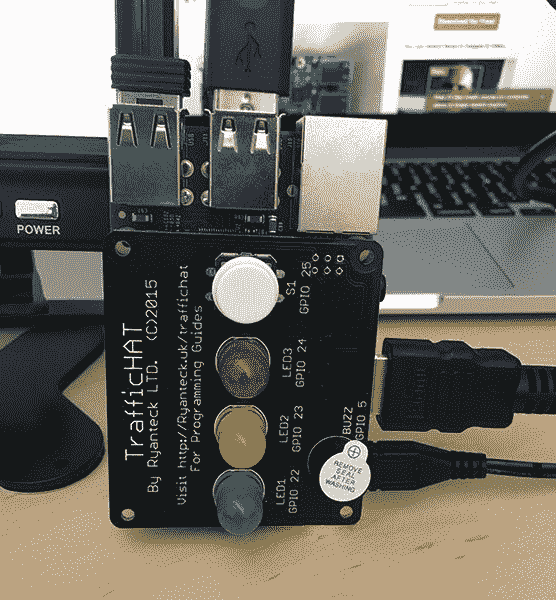 POWER
TrafficHAT
By Ryanteck LTD. (C)2015
Visit http://Ryanteck.uk/traffichat
For Programming Guides
S1
GPIO 25
LED3
GPIO 24
LED2
GPIO 23
LED1
GPIO 22
BUZZ
GPIO 5
REMOVE
SEAL
AFTER
WASHING